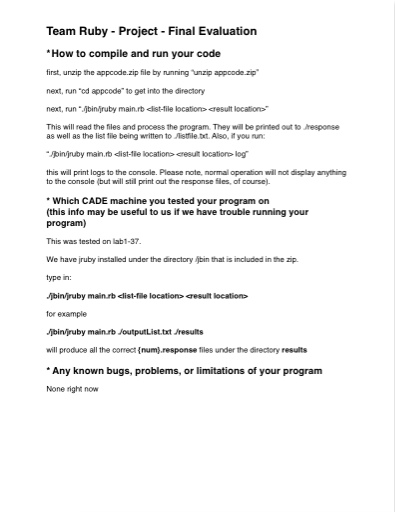 Team Ruby - Project - Final Evaluation
*How to compile and run your code
first, unzip the appcode.zip file by running "unzip appcode.zip"
next, run "cd appcode" to get into the directory
next, run "./jbin/jruby main.rb <list-file location> <result location>"
This will read the files and process the program. They will be printed out to ./response
as well as the list file being written to ./listfile.txt. Also, if you run:
"./jbin/jruby main.rb <list-file location> <result location> log"
this will print logs to the console. Please note, normal operation will not display anything
to the console (but will still print out the response files, of course).
* Which CADE machine you tested your program on
(this info may be useful to us if we have trouble running your
program)
This was tested on lab1-37.
We have jruby installed under the directory /jbin that is included in the zip.
type in:
./jbin/jruby main.rb <list-file location> <result location>
for example
./jbin/jruby main.rb ./outputList.txt ./results
will produce all the correct {num}.response files under the directory results
* Any known bugs, problems, or limitations of your program
None right now